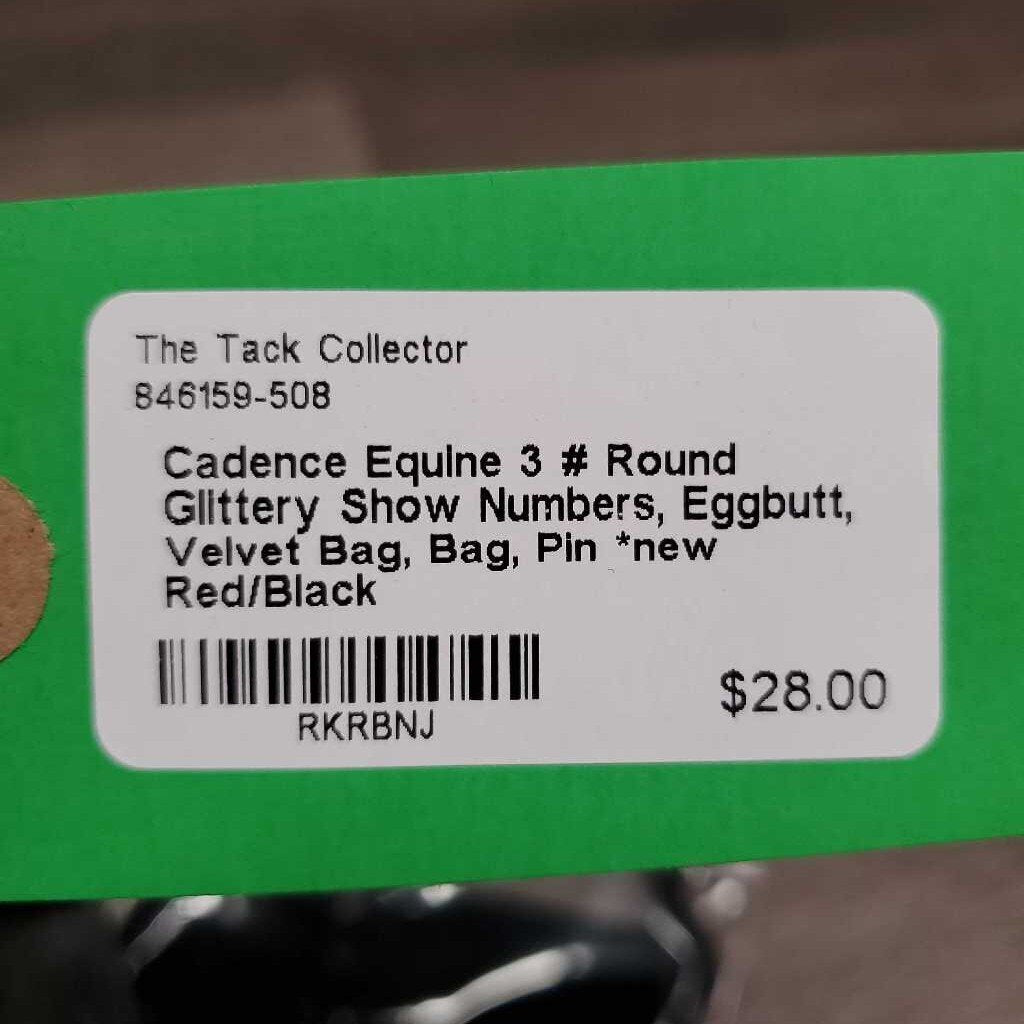 The Tack Collector
846159-508
Cadence Equine 3 # Round
Glittery Show Numbers, Eggbutt,
Velvet Bag, Bag, Pin *new
Red/Black
RKRBNJ
$28.00